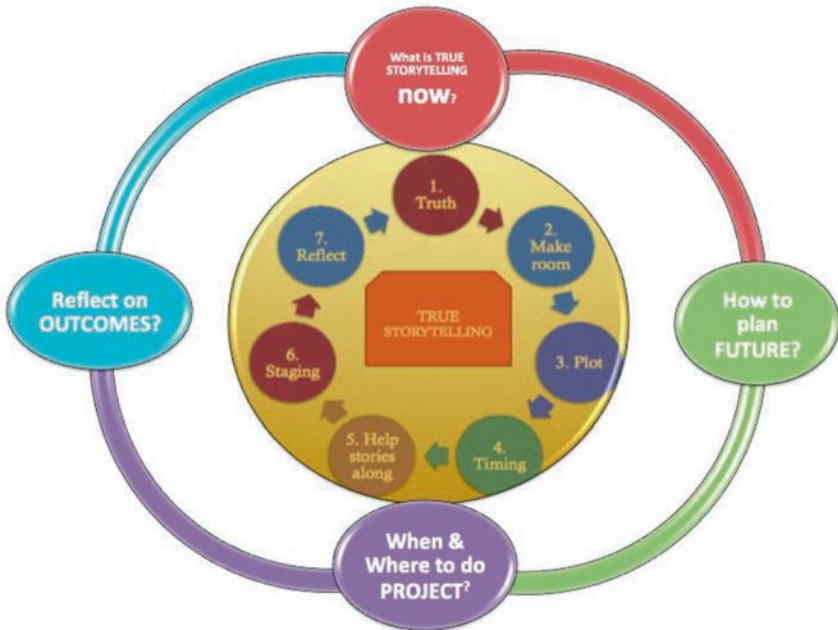 What is TRUE
STORYTELLING
now?
1.
Truth
2.
Make
room
3. Plot
4.
Timing
5. Help
stories
along
6.
Staging
7.
Reflect
TRUE
STORYTELLING
How to
plan
FUTURE?
When &
Where to do
PROJECT?
Reflect on
OUTCOMES?